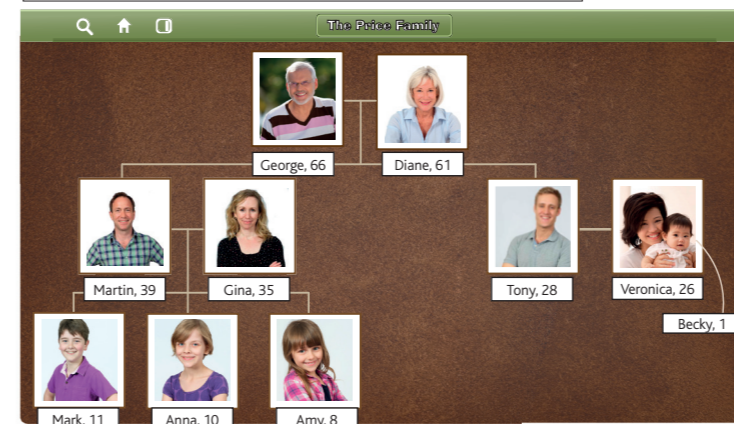 The Price Family
George, 66
Diane, 61
Martin, 39
Gina, 35
Tony, 28
Veronica, 26
Becky, 1
Mark, 11
Anna, 10
Amy, 8